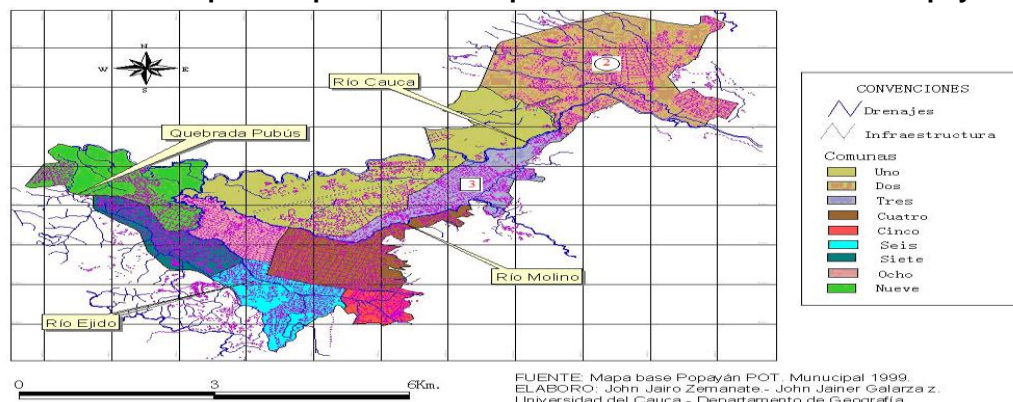 N
W E
S
2
Río Cauca
Quebrada Pubús
3
Río Molino
Río Ejido
CONVENCIONES
Drenajes
Infraestructura
Comunas
Uno
Dos
Tres
Cuatro
Cinco
Seis
Siete
Ocho
Nueve
0 3 6Km.
FUENTE: Mapa base Popayán POT. Munucipal 1999.
ELABORO: John Jairo Zemanate.- John Jainer Galarza z.
Universidad del Cauca - Departamento de Geografía